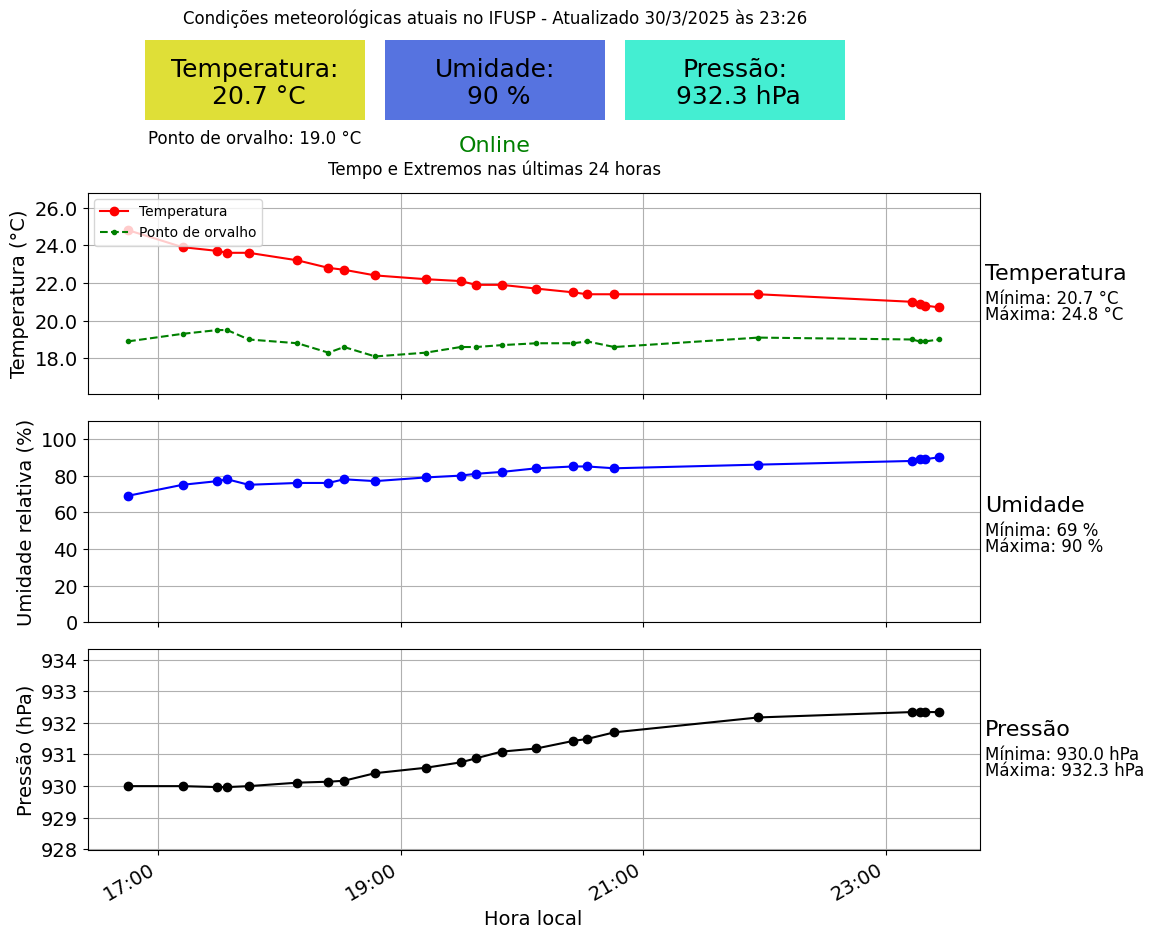 Condições meteorológicas atuais no IFUSP - Atualizado 30/3/2025 às 23:26
Temperatura:
20.7 °C
Umidade:
90 %
Pressão:
932.3 hPa
Ponto de orvalho: 19.0 °C
Online
Tempo e Extremos nas últimas 24 horas
Temperatura (°C)
26.0
24.0
22.0
20.0
18.0
Temperatura
Ponto de orvalho
Temperatura
Mínima: 20.7 °C
Máxima: 24.8 °C
Umidade relativa (%)
100
80
60
40
20
0
Umidade
Mínima: 69 %
Máxima: 90 %
Pressão (hPa)
934
933
932
931
930
929
928
Pressão
Mínima: 930.0 hPa
Máxima: 932.3 hPa
17:00
19:00
21:00
23:00
Hora local